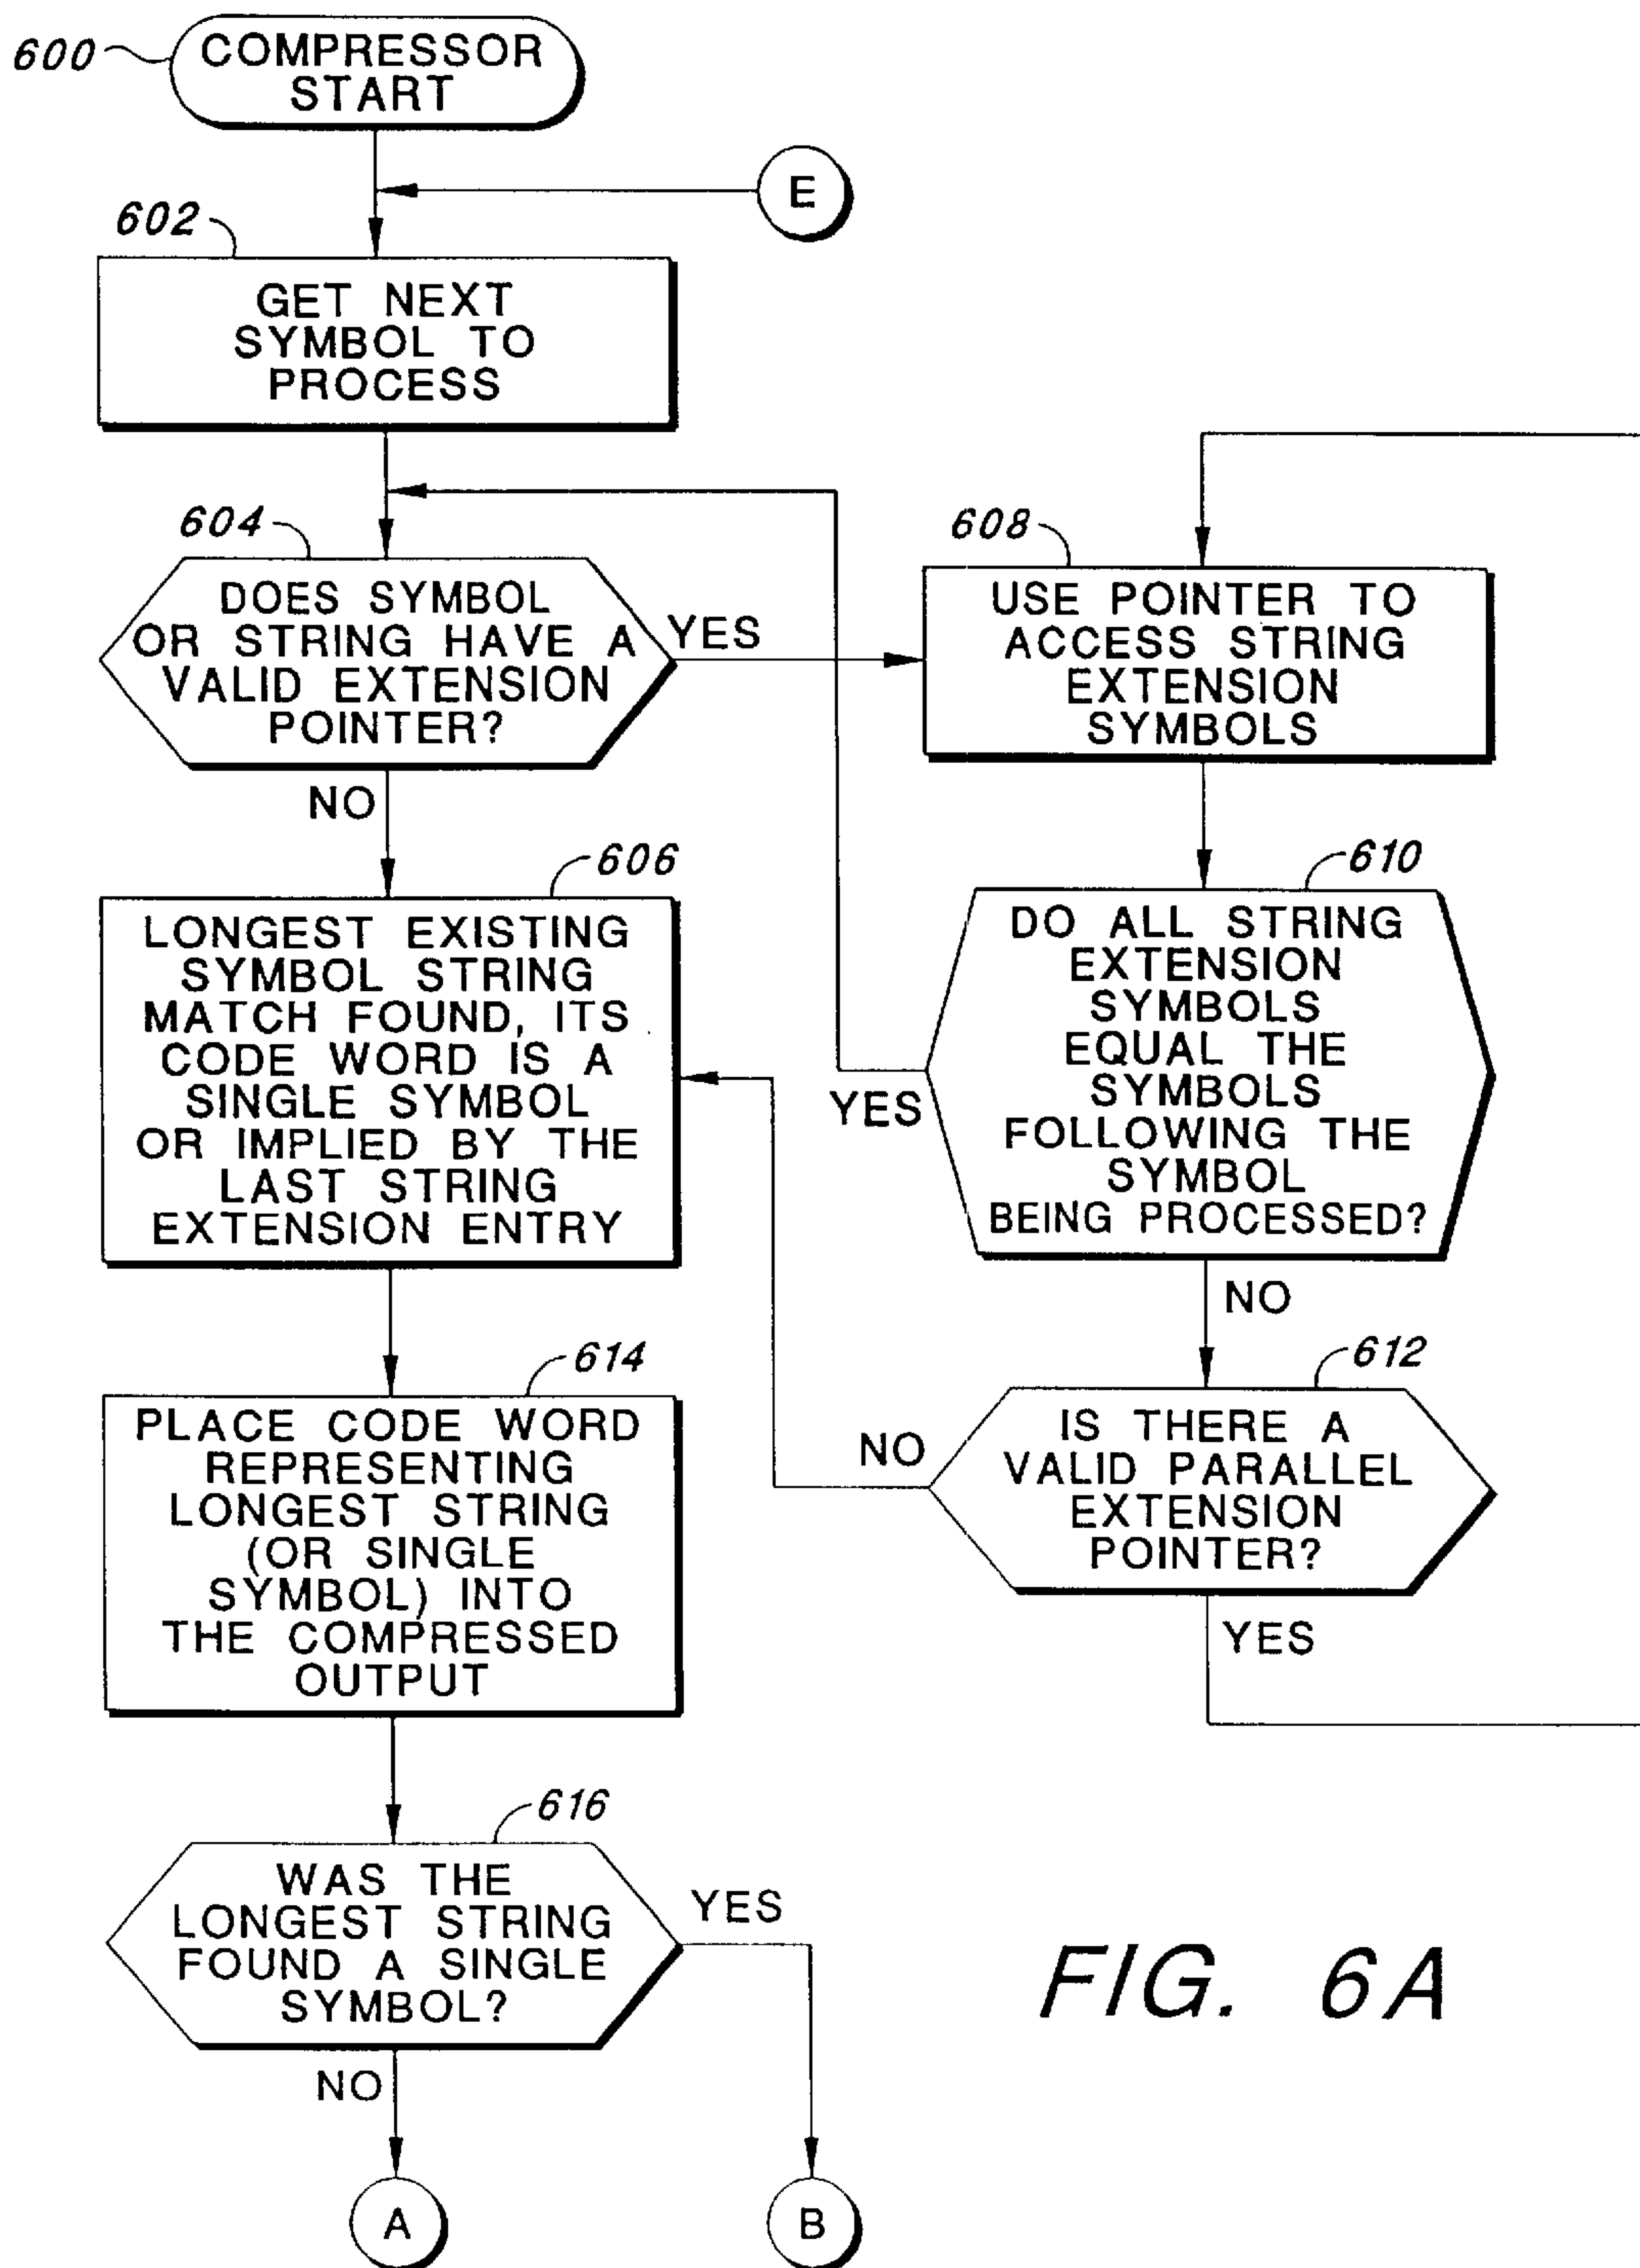 600
COMPRESSOR
START
E
602
GET NEXT
SYMBOL TO
PROCESS
604
DOES SYMBOL
OR STRING HAVE A
VALID EXTENSION
POINTER?
YES
NO
608
USE POINTER TO
ACCESS STRING
EXTENSION
SYMBOLS
606
LONGEST EXISTING
SYMBOL STRING
MATCH FOUND, ITS
CODE WORD IS A
SINGLE SYMBOL
OR IMPLIED BY THE
LAST STRING
EXTENSION ENTRY
610
DO ALL STRING
EXTENSION
SYMBOLS
EQUAL THE
SYMBOLS
FOLLOWING THE
SYMBOL
BEING PROCESSED?
YES
NO
612
IS THERE A
VALID PARALLEL
EXTENSION
POINTER?
NO
YES
614
PLACE CODE WORD
REPRESENTING
LONGEST STRING
(OR SINGLE
SYMBOL) INTO
THE COMPRESSED
OUTPUT
616
WAS THE
LONGEST STRING
FOUND A SINGLE
SYMBOL?
YES
NO
A
B
FIG. 6A